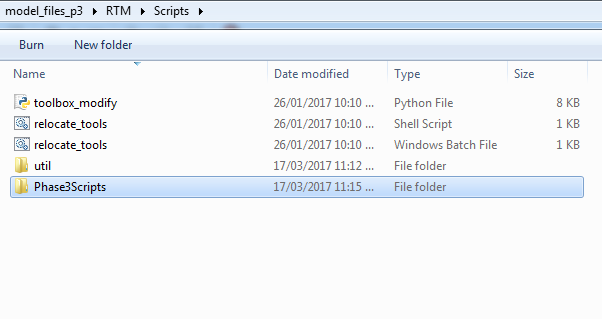 model_files_p3 RTM Scripts
Burn New folder
Name Date modified Type Size
toolbox_modify 26/01/2017 10:10 ... Python File 8 KB
relocate_tools 26/01/2017 10:10 ... Shell Script 1 KB
relocate_tools 26/01/2017 10:10 ... Windows Batch File 1 KB
util 17/03/2017 11:12 ... File folder
Phase3Scripts 17/03/2017 11:15 ... File folder